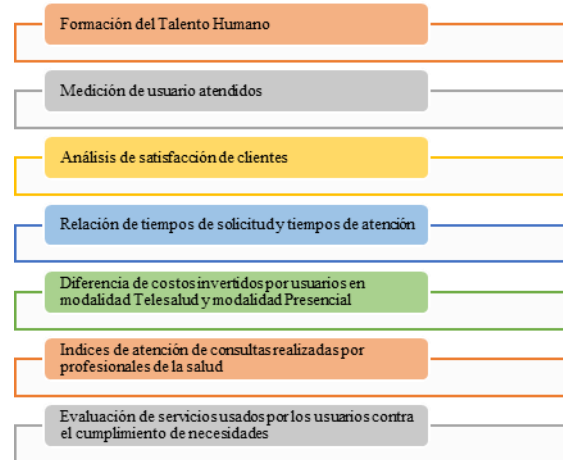 Formación del Talento Humano
Medición de usuario atendidos
Análisis de satisfacción de clientes
Relación de tiempos de solicitud y tiempos de atención
Diferencia de costos invertidos por usuarios en
modalidad Telesalud y modalidad Presencial
Indices de atención de consultas realizadas por
profesionales de la salud
Evaluación de servicios usados por los usuarios contra
el cumplimiento de necesidades